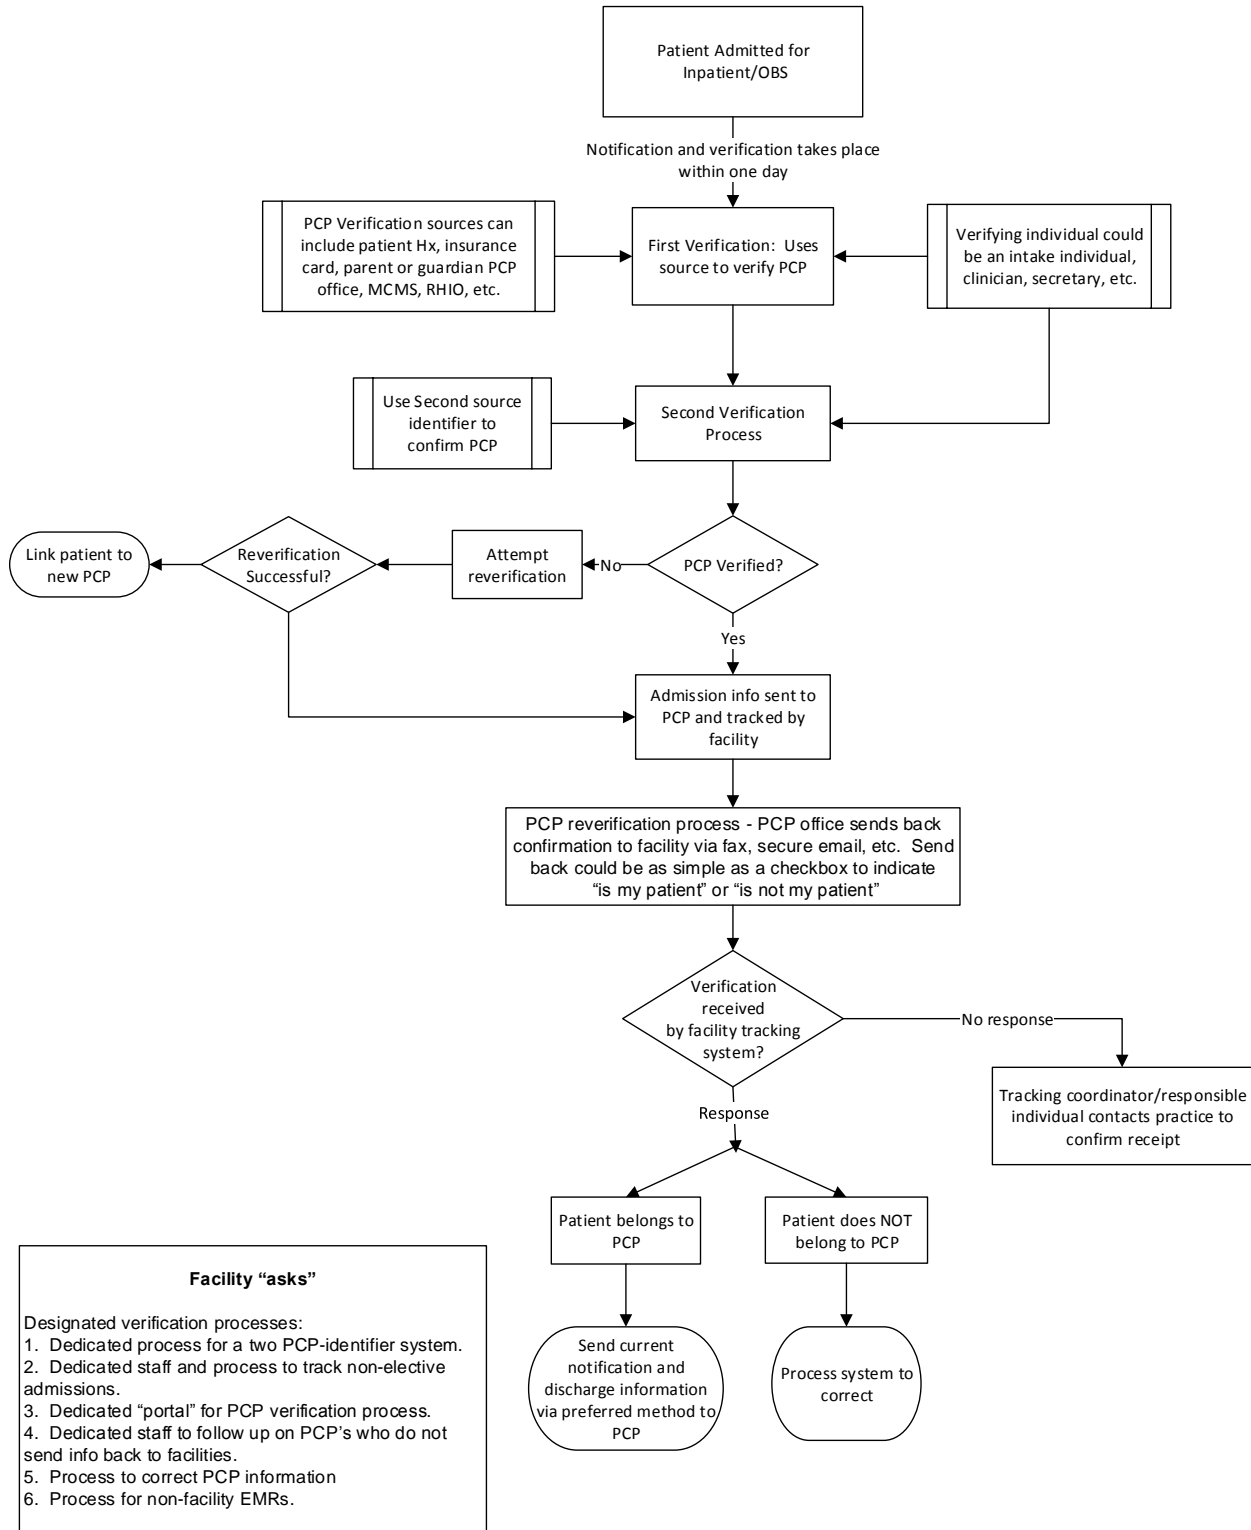 Patient Admitted for
Inpatient/OBS
Notification and verification takes place
within one day
PCP Verification sources can
include patient Hx, insurance
card, parent or guardian PCP
office, MCMS, RHIO, etc.
First Verification:  Uses
source to verify PCP
Verifying individual could
be an intake individual,
clinician, secretary, etc.
Use Second source
identifier to
confirm PCP
Second Verification
Process
Link patient to
new PCP
Reverification
Successful?
Attempt
reverification
No
PCP Verified?
Yes
Admission info sent to
PCP and tracked by
facility
PCP reverification process - PCP office sends back
confirmation to facility via fax, secure email, etc.  Send
back could be as simple as a checkbox to indicate
“is my patient” or “is not my patient”
Verification
received
by facility tracking
system?
No response
Tracking coordinator/responsible
individual contacts practice to
confirm receipt
Response
Patient belongs to
PCP
Patient does NOT
belong to PCP
Send current
notification and
discharge information
via preferred method to
PCP
Process system to
correct
Facility “asks”
Designated verification processes:
1.  Dedicated process for a two PCP-identifier system.
2.  Dedicated staff and process to track non-elective
admissions.
3.  Dedicated “portal” for PCP verification process.
4.  Dedicated staff to follow up on PCP’s who do not
send info back to facilities.
5.  Process to correct PCP information
6.  Process for non-facility EMRs.